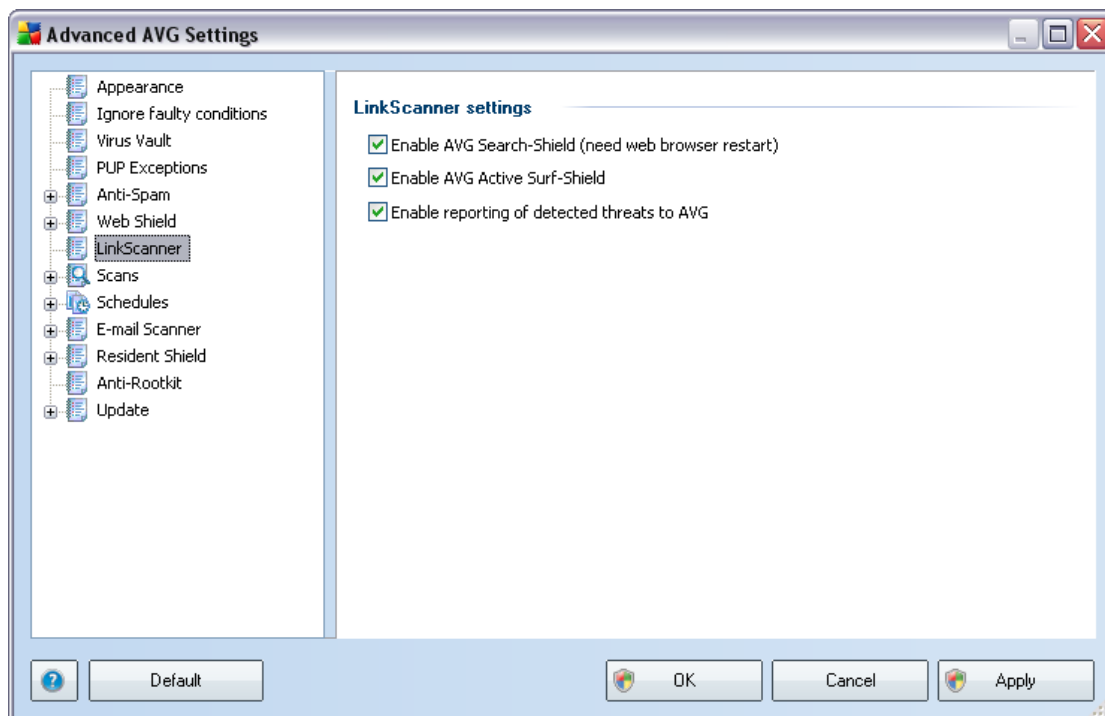 Advanced AVG Settings
Appearance
Ignore faulty conditions
Virus Vault
PUP Exceptions
Anti-Spam
Web Shield
LinkScanner
Scans
Schedules
E-mail Scanner
Resident Shield
Anti-Rootkit
Update
LinkScanner settings
Enable AVG Search-Shield (need web browser restart)
Enable AVG Active Surf-Shield
Enable reporting of detected threats to AVG
Default
OK
Cancel
Apply